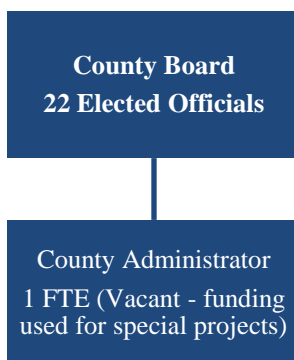 County Board
22 Elected Officials
County Administrator
1 FTE (Vacant - funding
used for special projects)